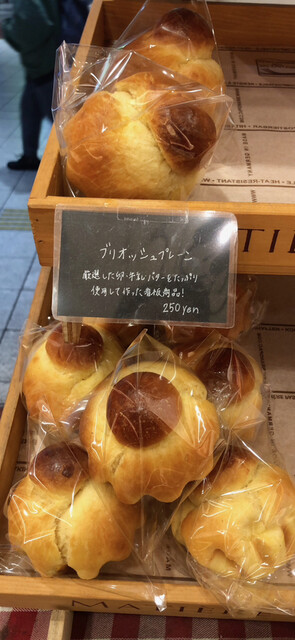 ブリオッシュプレーン
厳選した卵・牛乳・バターをたっぷり
使用して作った看板商品!
250yen